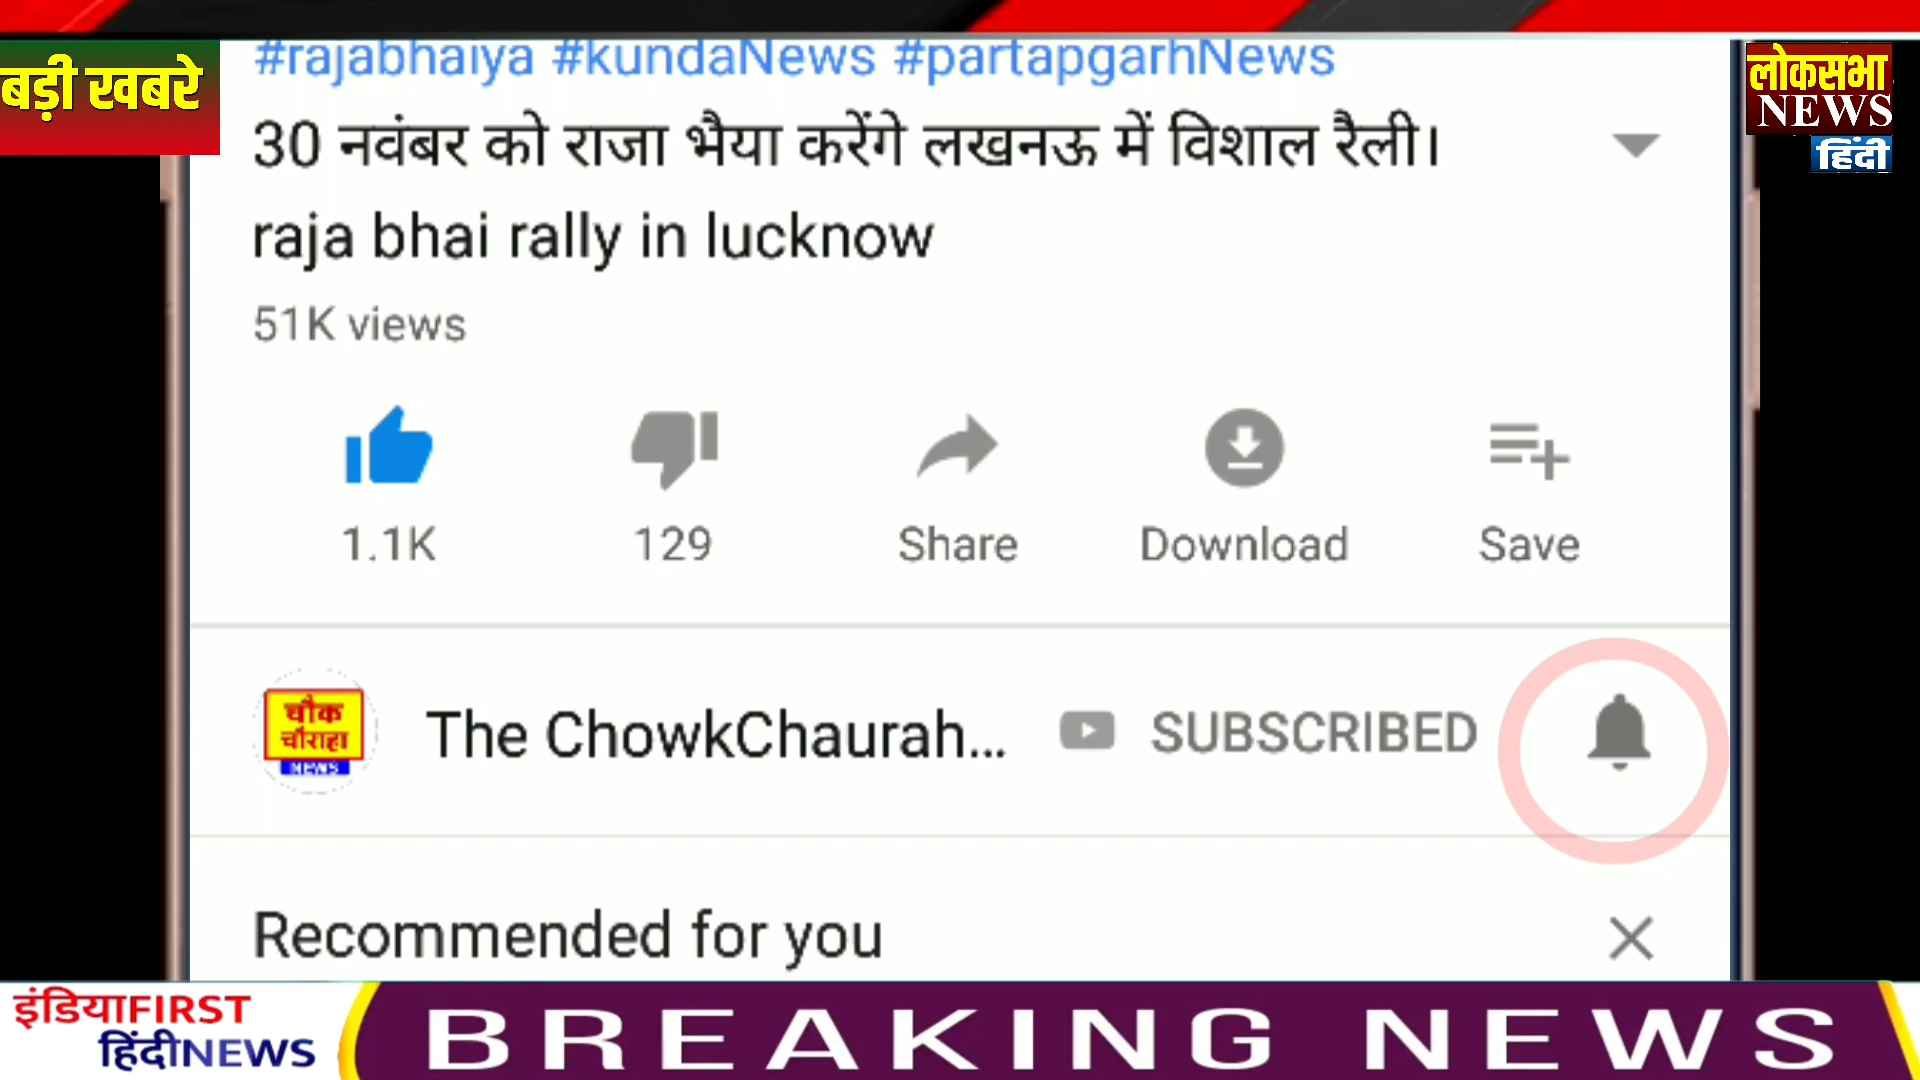 #rajabhaiya #kundaNews #partapgarhNews
बड़ी खबरे
लोकसभा
NEWS
हिंदी
30 नवंबर को राजा भैया करेंगे लखनऊ में विशाल रैली।
raja bhai rally in lucknow
51K views
1.1K
129
Share
Download
Save
चौक
चौराहा
NEWS
The ChowkChaurah...
SUBSCRIBED
Recommended for you
इंडियाFIRST
हिंदीNEWS
BREAKING NEWS